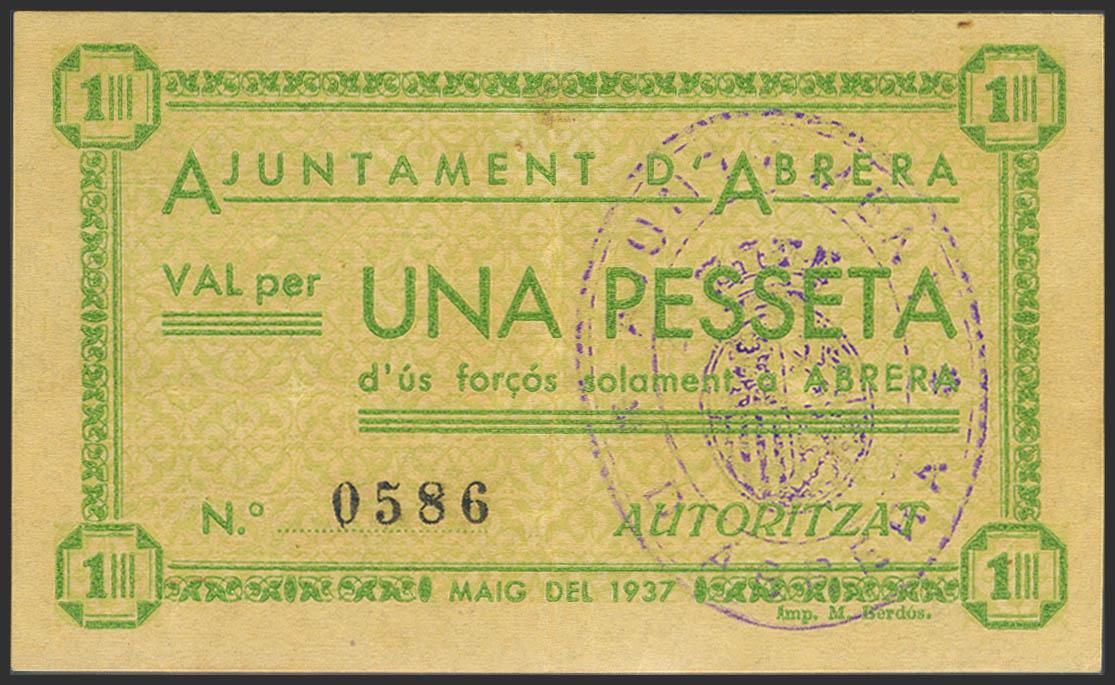 1 1
AJUNTAMENT D'ABRERA
VAL per UNA PESSETA
d'ús forçós solament a ABRERA
N.º 0586
AUTORITZAT
1 MAIG DEL 1937 1
Imp. M. Berdós.